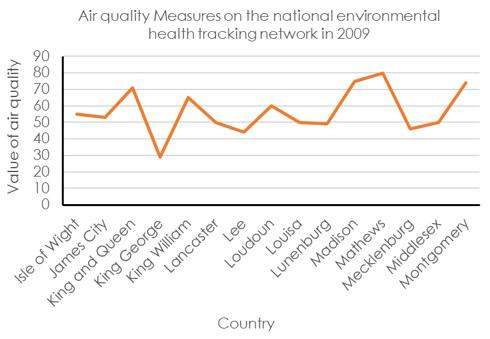 Air quality Measures on the national environmental
health tracking network in 2009
Value of air quality
90
80
70
60
50
40
30
20
10
0
Isle of Wight
James City
King and Queen
King George
King William
Lancaster
Lee
Loudoun
Louisa
Lunenburg
Madison
Mathews
Mecklenburg
Middlesex
Montgomery
Country